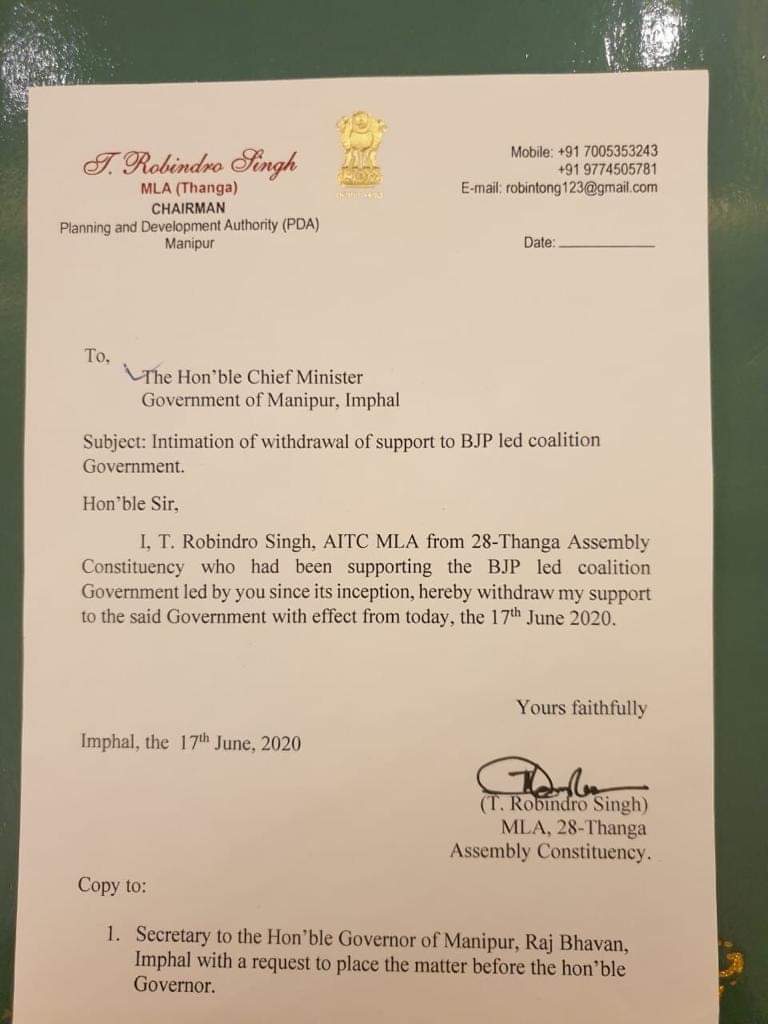 T. Robindro Singh
MLA (Thanga)
CHAIRMAN
Planning and Development Authority (PDA)
Manipur
Mobile: +91 7005353243
+91 9774505781
E-mail: robintong123@gmail.com
Date: ____________
To,
The Hon'ble Chief Minister
Government of Manipur, Imphal
Subject: Intimation of withdrawal of support to BJP led coalition
Government.
Hon'ble Sir,
I, T. Robindro Singh, AITC MLA from 28-Thanga Assembly
Constituency who had been supporting the BJP led coalition
Government led by you since its inception, hereby withdraw my support
to the said Government with effect from today, the 17th June 2020.
Yours faithfully
Imphal, the 17th June, 2020
(T. Robindro Singh)
MLA, 28-Thanga
Assembly Constituency.
Copy to:
1. Secretary to the Hon'ble Governor of Manipur, Raj Bhavan,
Imphal with a request to place the matter before the hon'ble
Governor.